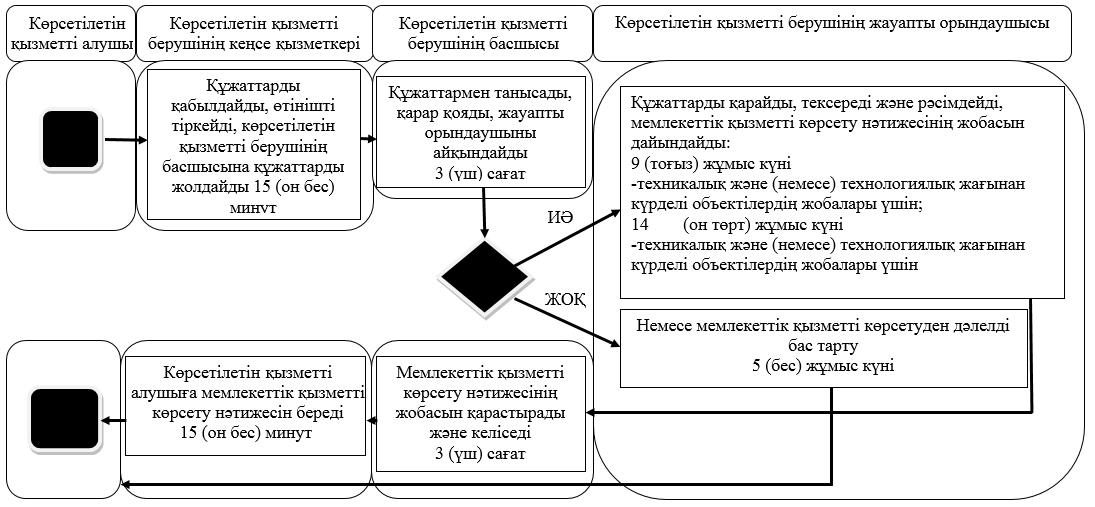 Көрсетілетін
қызметті алушы
Көрсетілетін қызметті
берушінің кеңсе қызметкері
Көрсетілетін қызметті
берушінің басшысы
Көрсетілетін қызметті берушінің жауапты орындаушысы
Құжаттарды
қабылдайды, өтінішті
тіркейді, көрсетілетін
қызметті берушінің
басшысына құжаттарды
жолдайды 15 (он бес)
минут
Құжаттармен танысады,
қарар қояды, жауапты
орындаушыны
айқындайды
3 (үш) сағат
Құжаттарды қарайды, тексереді және рәсімдейді,
мемлекеттік қызметті көрсету нәтижесінің жобасын
дайындайды:
9 (тоғыз) жұмыс күні
-техникалық және (немесе) технологиялық жағынан
күрделі объектілердің жобалары үшін;
14 (он төрт) жұмыс күні
-техникалық және (немесе) технологиялық жағынан
күрделі объектілердің жобалары үшін
ИӘ
ЖОҚ
Немесе мемлекеттік қызметті көрсетуден дәлелді
бас тарту
5 (бес) жұмыс күні
Көрсетілетін қызметті
алушыға мемлекеттік қызметті
көрсету нәтижесін береді
15 (он бес) минут
Мемлекеттік қызметті
көрсету нәтижесінің
жобасын қарастырады
және келіседі
3 (үш) сағат